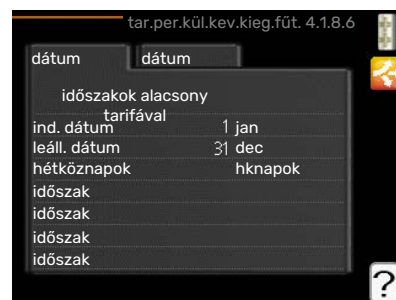 tar.per.kül.kev.kieg.fűt. 4.1.8.6
dátum dátum
időszakok alacsony
tarifával
ind. dátum 1 jan
leáll. dátum 31 dec
hétköznapok hknapok
időszak
időszak
időszak
időszak
?